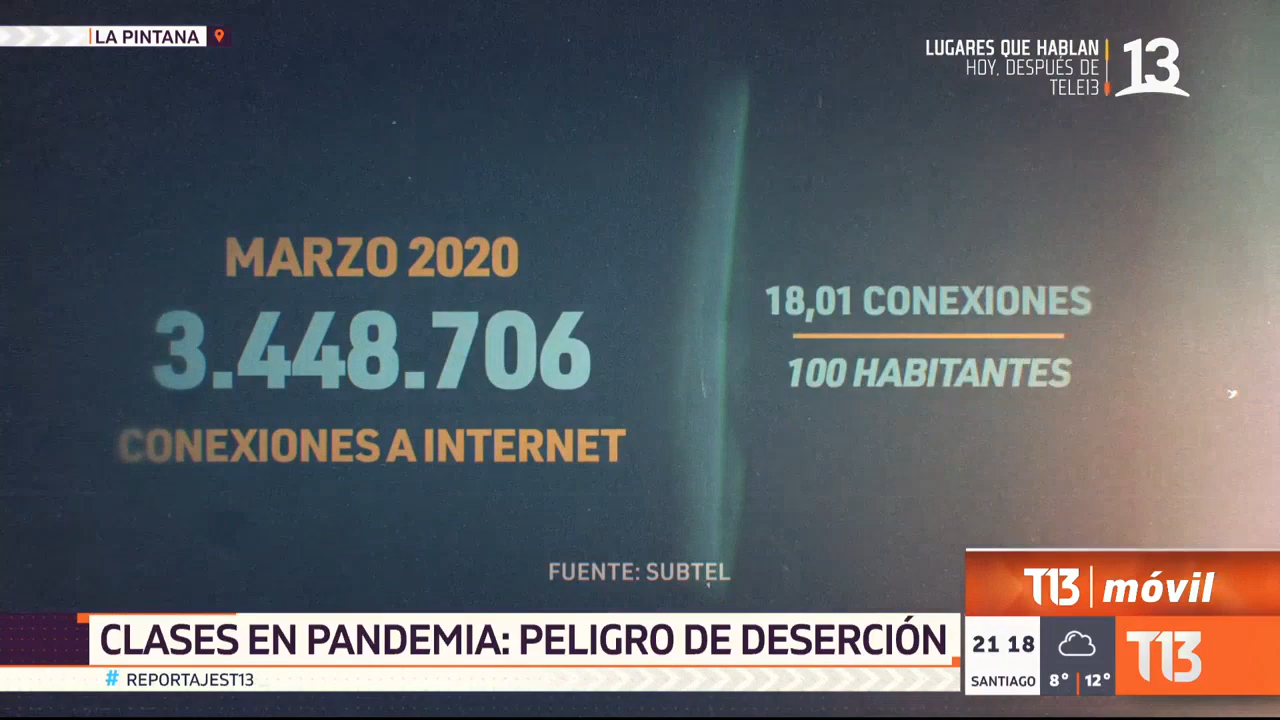 LA PINTANA
LUGARES QUE HABLAN
HOY, DESPUÉS DE
TELE13
13
MARZO 2020
3.448.706
CONEXIONES A INTERNET
18,01 CONEXIONES
100 HABITANTES
FUENTE: SUBTEL
T13 móvil
CLASES EN PANDEMIA: PELIGRO DE DESERCIÓN
# REPORTAJEST13
21 18
SANTIAGO
8° 12°
T13